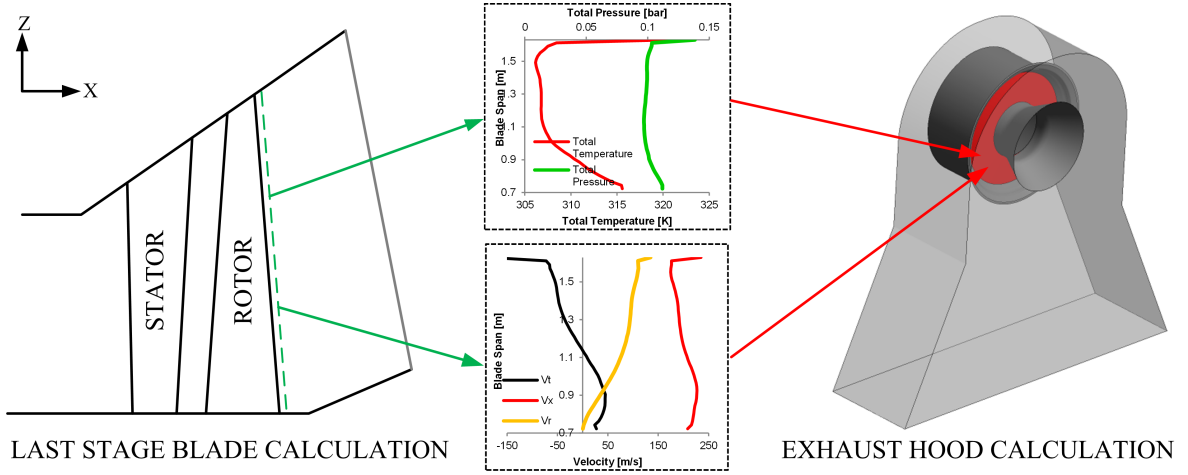 Z
X
STATOR
ROTOR
LAST STAGE BLADE CALCULATION
Total Pressure [bar]
0 0.05 0.1 0.15
Blade Span [m]
1.5
1.3
1.1
0.9
0.7
Total
Temperature
Total
Pressure
305 310 315 320 325
Total Temperature [K]
Blade Span [m]
1.5
1.3
1.1
0.9
0.7
Vt
Vx
Vr
-150 -50 50 150 250
Velocity [m/s]
EXHAUST HOOD CALCULATION